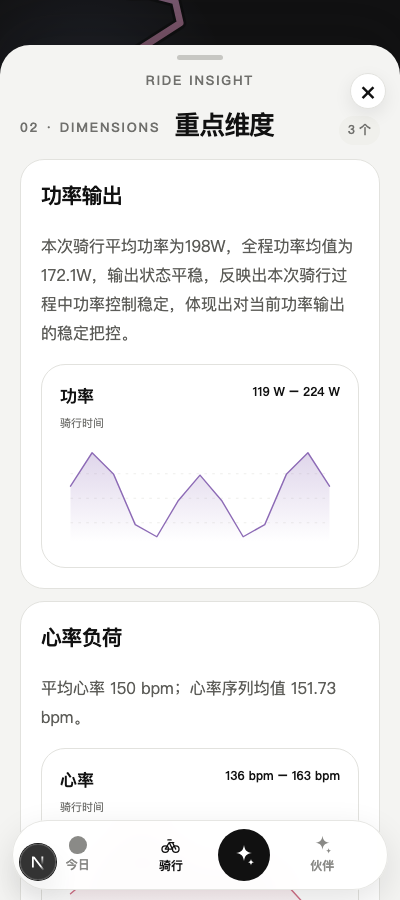 RIDE INSIGHT
02 · DIMENSIONS 重点维度
3 个
功率输出
本次骑行平均功率为198W，全程功率均值为
172.1W，输出状态平稳，反映出本次骑行过
程中功率控制稳定，体现出对当前功率输出
的稳定把控。
功率
119 W – 224 W
骑行时间
心率负荷
平均心率 150 bpm；心率序列均值 151.73
bpm。
心率
136 bpm – 163 bpm
骑行时间
N
今日
骑行
伙伴